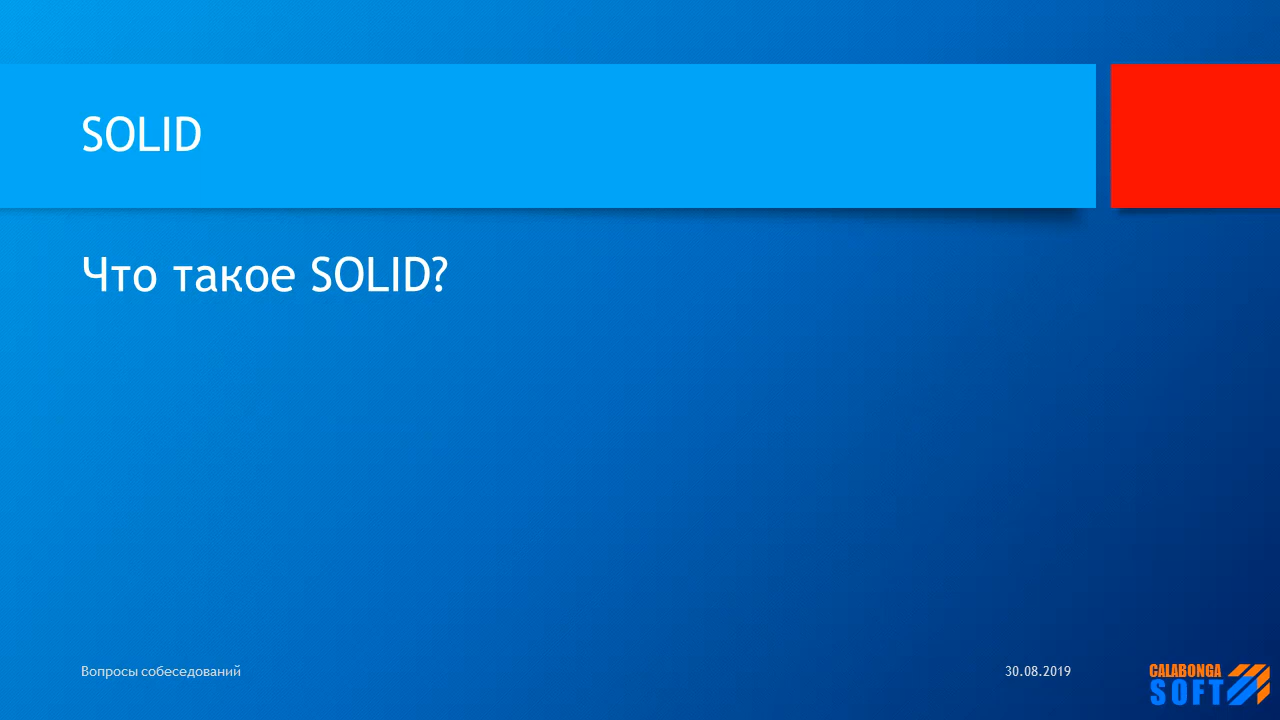 SOLID
Что такое SOLID?
Вопросы собеседований
30.08.2019
CALABONGA
SOFT